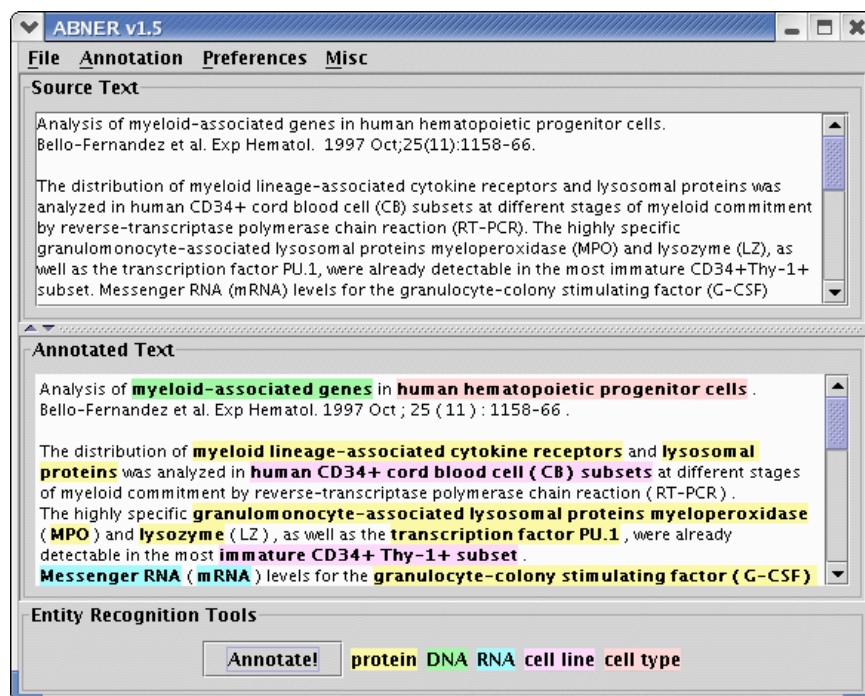 ABNER v1.5
File Annotation Preferences Misc
Source Text
Analysis of myeloid-associated genes in human hematopoietic progenitor cells.
Bello-Fernandez et al. Exp Hematol. 1997 Oct;25(11):1158-66.
The distribution of myeloid lineage-associated cytokine receptors and lysosomal proteins was
analyzed in human CD34+ cord blood cell (CB) subsets at different stages of myeloid commitment
by reverse-transcriptase polymerase chain reaction (RT-PCR). The highly specific
granulomonocyte-associated lysosomal proteins myeloperoxidase (MPO) and lysozyme (LZ), as
well as the transcription factor PU.1, were already detectable in the most immature CD34+Thy-1+
subset. Messenger RNA (mRNA) levels for the granulocyte-colony stimulating factor (G-CSF)
Annotated Text
Analysis of myeloid-associated genes in human hematopoietic progenitor cells .
Bello-Fernandez et al. Exp Hematol. 1997 Oct ; 25 ( 11 ) : 1158-66 .
The distribution of myeloid lineage-associated cytokine receptors and lysosomal
proteins was analyzed in human CD34+ cord blood cell ( CB ) subsets at different stages
of myeloid commitment by reverse-transcriptase polymerase chain reaction ( RT-PCR ) .
The highly specific granulomonocyte-associated lysosomal proteins myeloperoxidase
( MPO ) and lysozyme ( LZ ) , as well as the transcription factor PU.1 , were already
detectable in the most immature CD34+ Thy-1+ subset .
Messenger RNA ( mRNA ) levels for the granulocyte-colony stimulating factor ( G-CSF )
Entity Recognition Tools
Annotate! protein DNA RNA cell line cell type